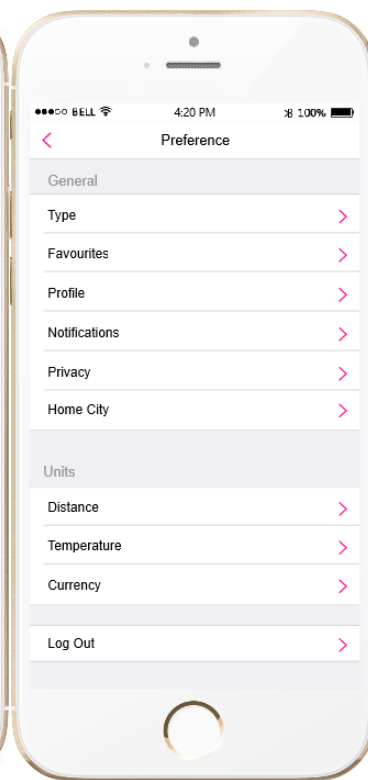 BELL 4:20 PM 100%
Preference
General
Type
Favourites
Profile
Notifications
Privacy
Home City
Units
Distance
Temperature
Currency
Log Out